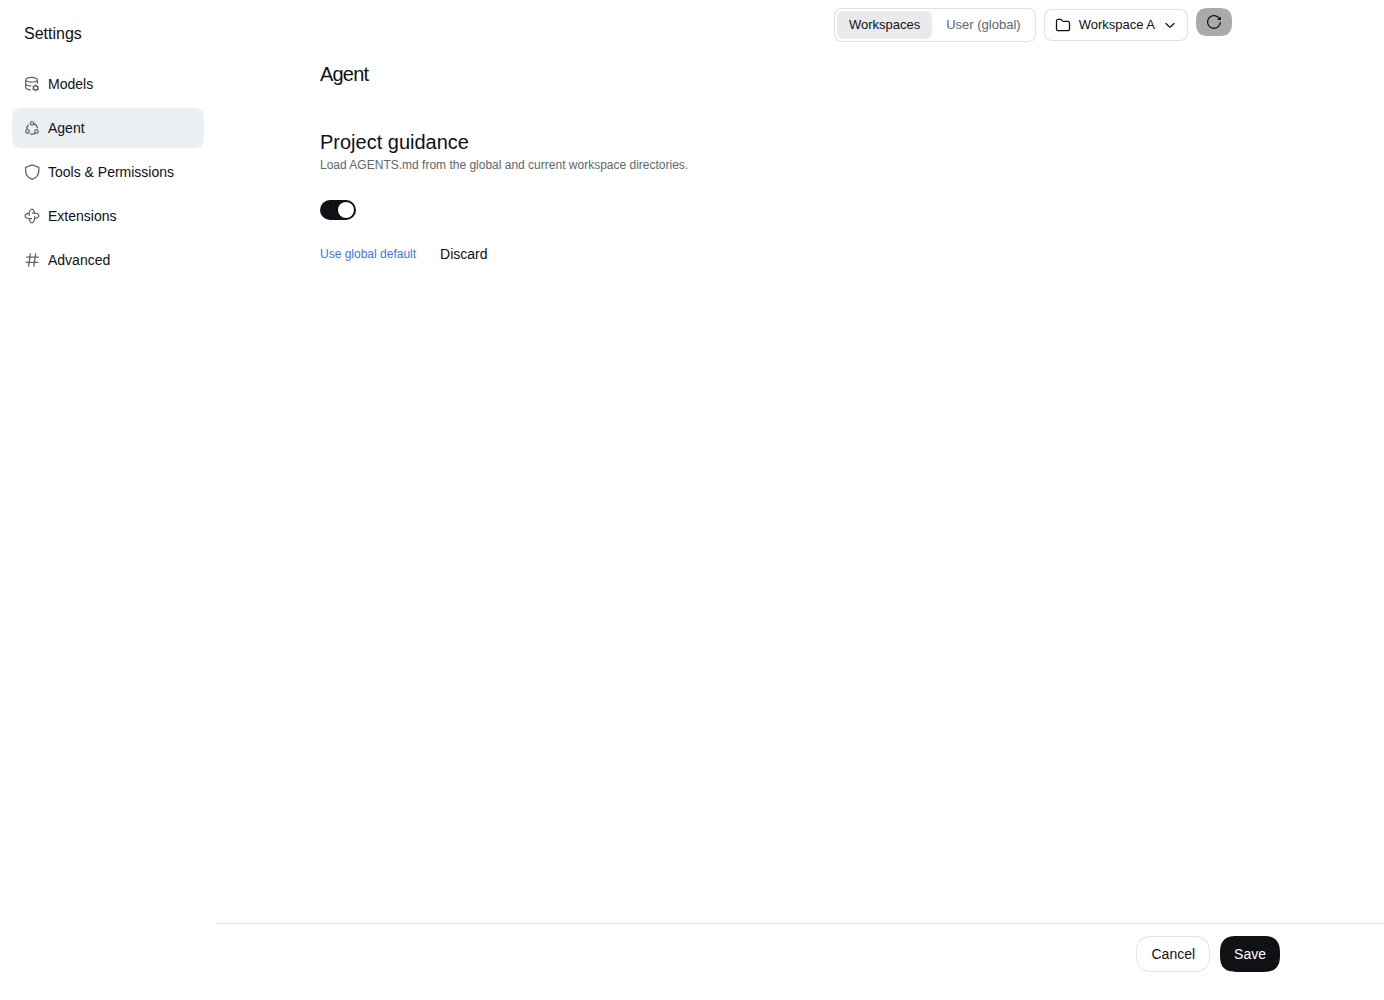 Settings
Models
Agent
Tools & Permissions
Extensions
Advanced
Workspaces
User (global)
Workspace A
Agent
Project guidance
Load AGENTS.md from the global and current workspace directories.
Use global default
Discard
Cancel
Save